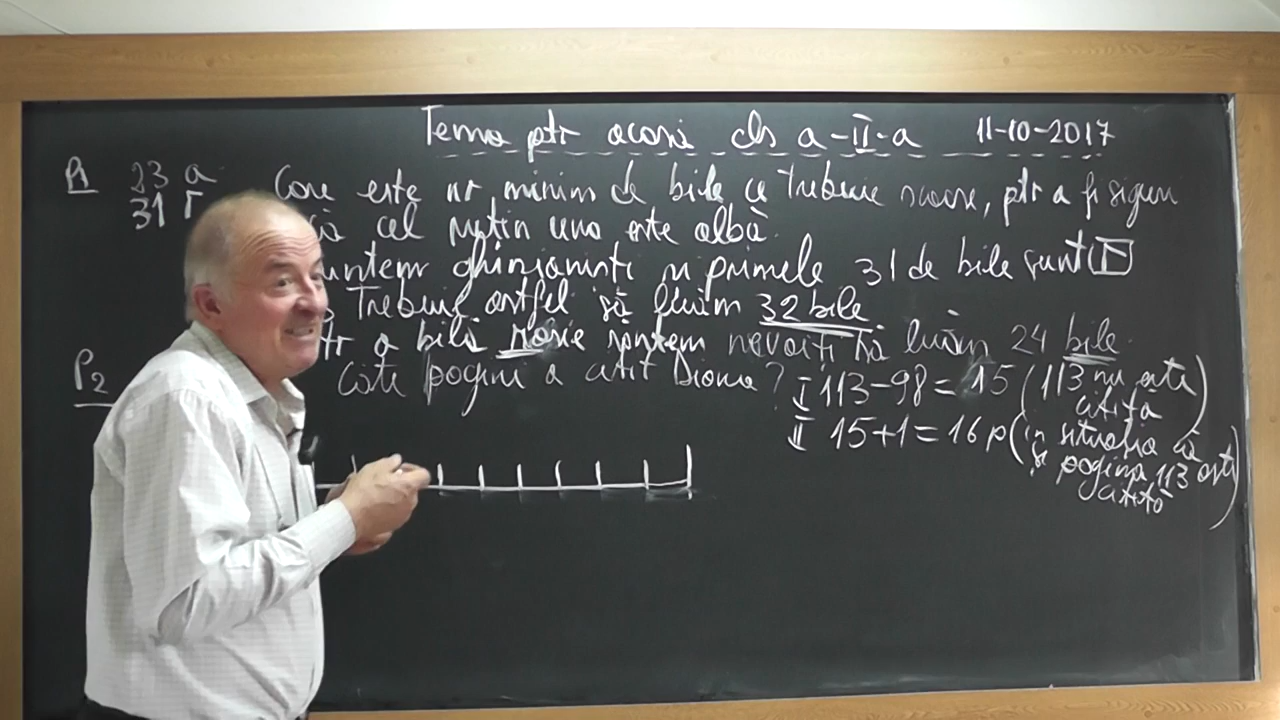 Tema ptr acasă cls a-II-a 11-10-2017
P1 23 a Care este nr minim de bile ce trebuie scoase, ptr a fi siguri
31 r că cel puțin una este albă.
suntem ghinioniști și primele 31 de bile sunt r
Trebuie astfel să luăm 32 bile
ptr a bilă roșie suntem nevoiți să luăm 24 bile
P2 Câte pagini a citit Diana? I 113-98=15 (113 nu este citită)
II 15+1=16 p (în situația că și pagina 113 este citită)